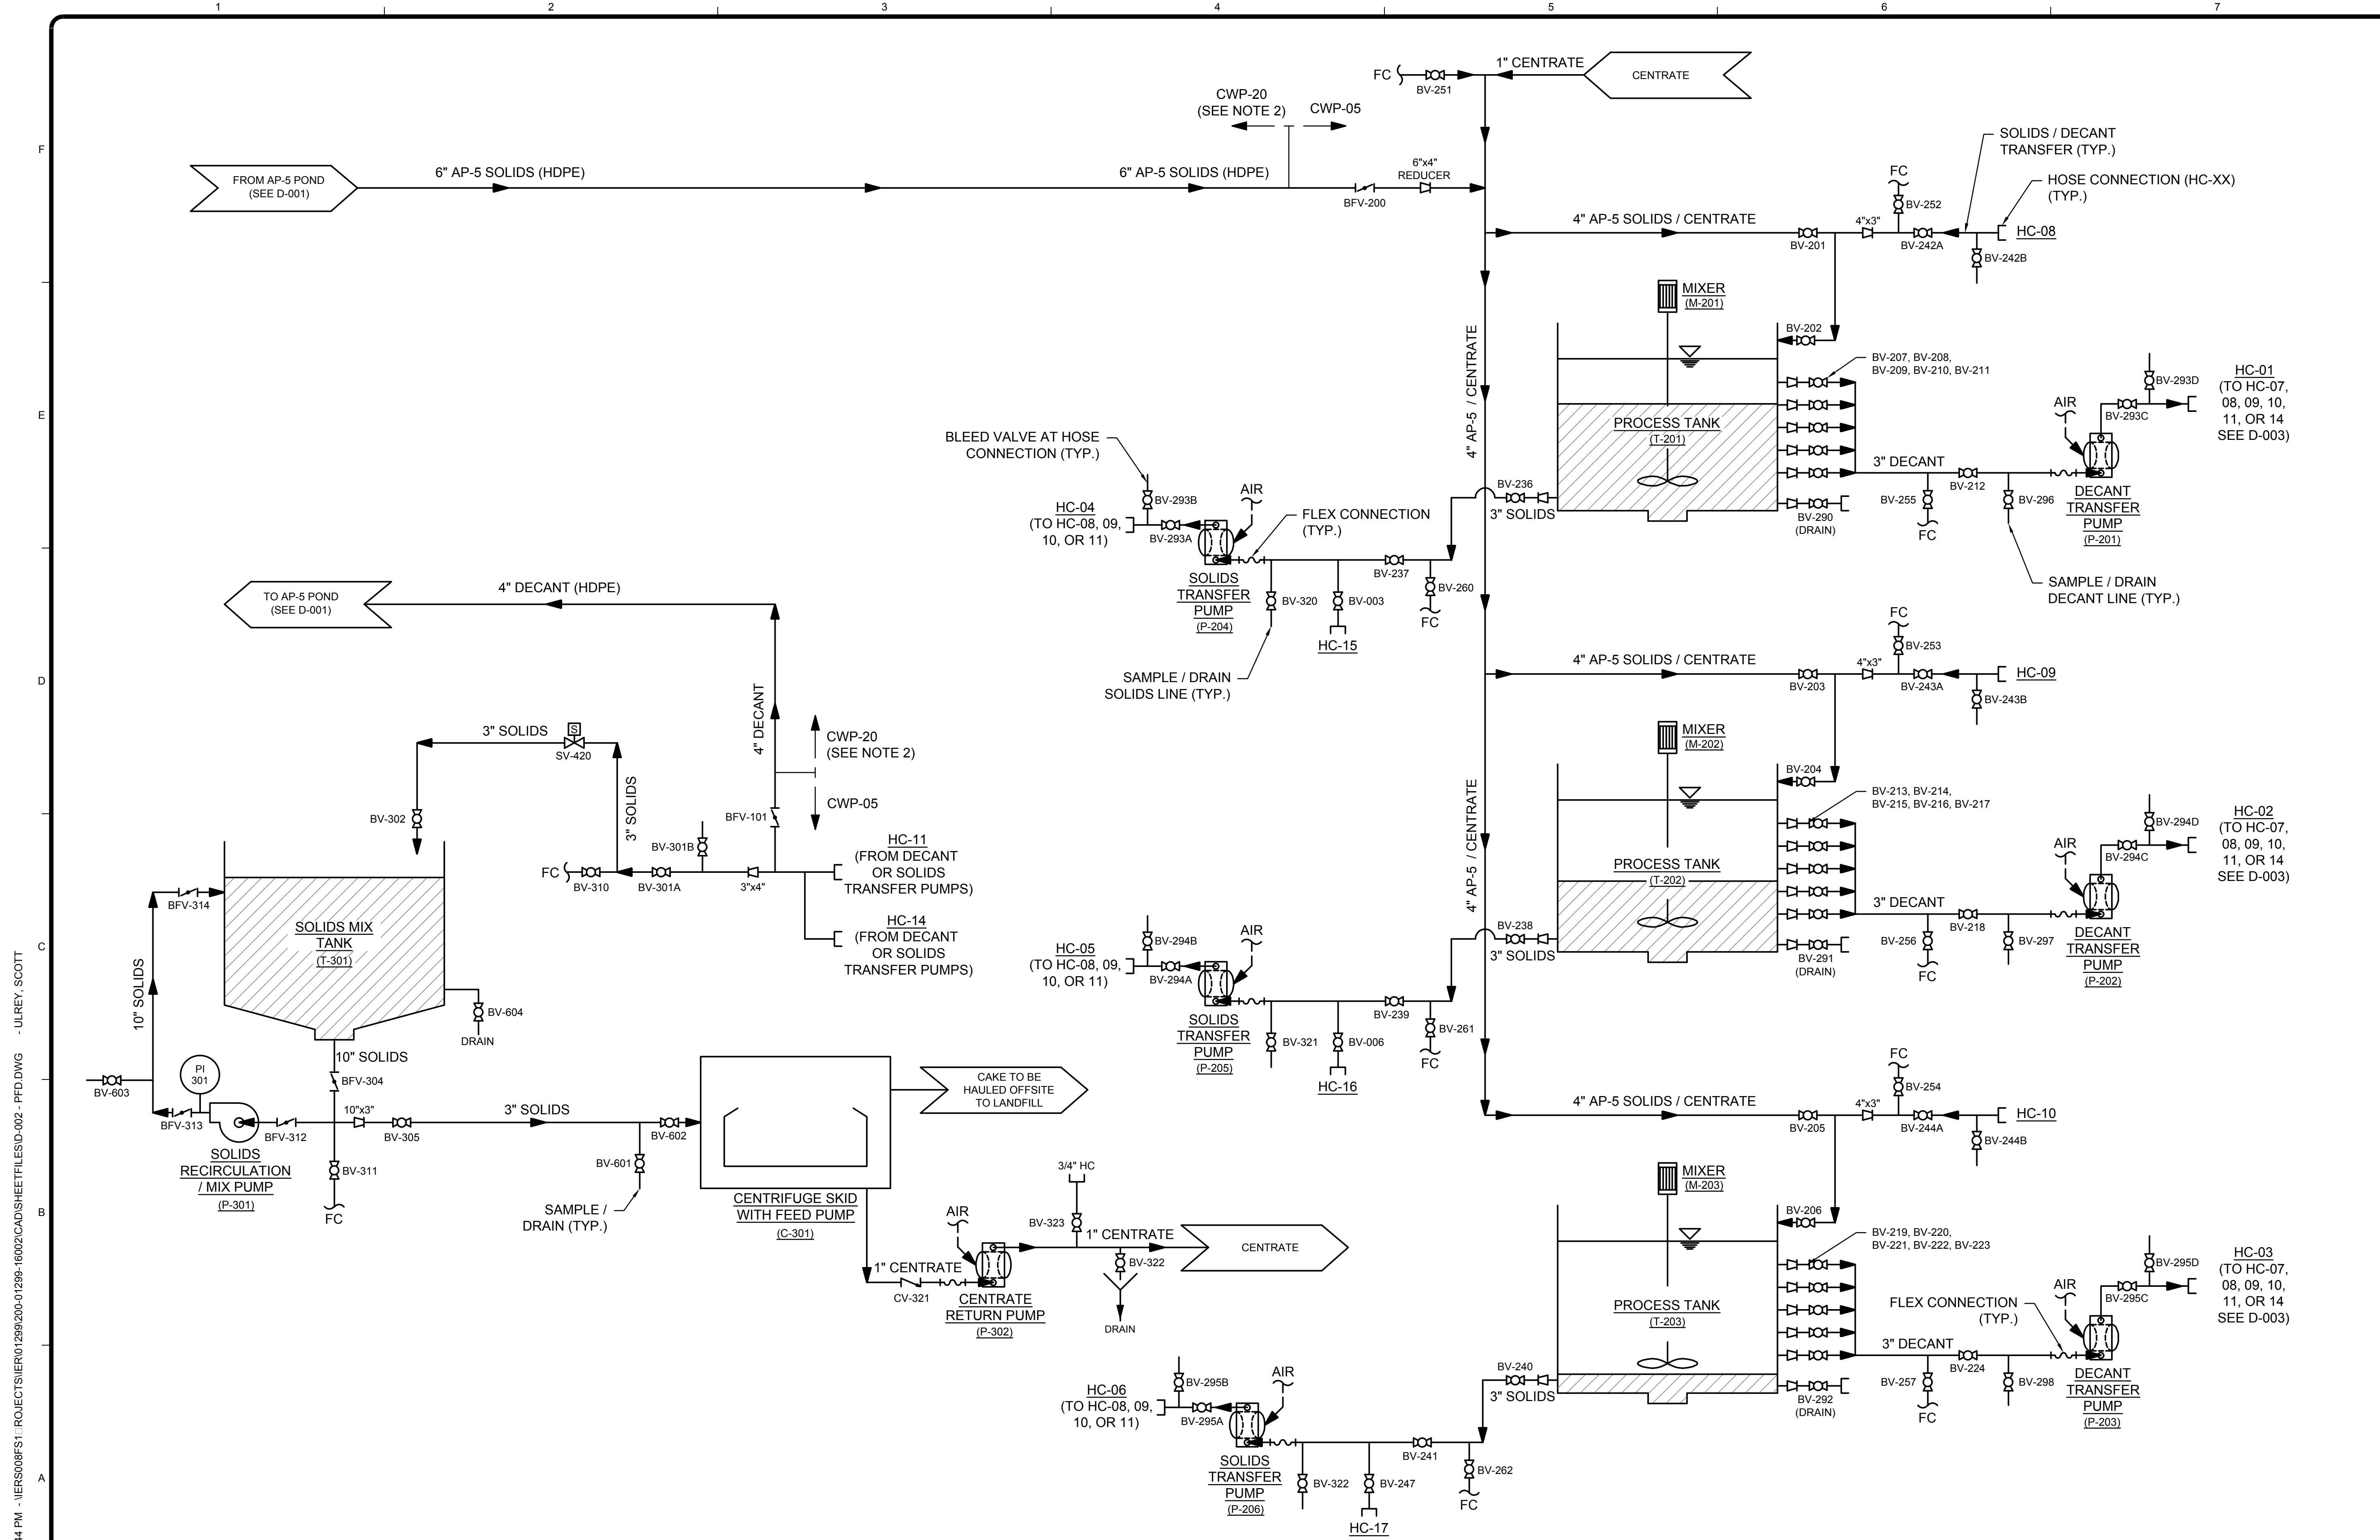 1
2
3
4
5
6
7
F
E
D
C
B
A
FC
BV-251
1" CENTRATE
CENTRATE
CWP-20
(SEE NOTE 2)
CWP-05
FROM AP-5 POND
(SEE D-001)
6" AP-5 SOLIDS (HDPE)
6" AP-5 SOLIDS (HDPE)
BFV-200
6"x4"
REDUCER
SOLIDS / DECANT
TRANSFER (TYP.)
HOSE CONNECTION (HC-XX)
(TYP.)
4" AP-5 SOLIDS / CENTRATE
BV-201
4"x3"
FC
BV-252
BV-242A
HC-08
BV-242B
MIXER
(M-201)
BV-202
BV-207, BV-208,
BV-209, BV-210, BV-211
4" AP-5 / CENTRATE
PROCESS TANK
(T-201)
3" DECANT
BV-255
FC
BV-212
BV-296
BV-290
(DRAIN)
AIR
BV-293C
BV-293D
HC-01
(TO HC-07,
08, 09, 10,
11, OR 14
SEE D-003)
DECANT
TRANSFER
PUMP
(P-201)
SAMPLE / DRAIN
DECANT LINE (TYP.)
BLEED VALVE AT HOSE
CONNECTION (TYP.)
BV-293B
HC-04
(TO HC-08, 09,
10, OR 11)
BV-293A
AIR
FLEX CONNECTION
(TYP.)
BV-236
3" SOLIDS
SOLIDS
TRANSFER
PUMP
(P-204)
BV-320
BV-003
HC-15
BV-237
BV-260
FC
SAMPLE / DRAIN
SOLIDS LINE (TYP.)
TO AP-5 POND
(SEE D-001)
4" DECANT (HDPE)
4" DECANT
CWP-20
(SEE NOTE 2)
CWP-05
BFV-101
3" SOLIDS
S
SV-420
3" SOLIDS
BV-302
FC
BV-310
BV-301A
BV-301B
3"x4"
HC-11
(FROM DECANT
OR SOLIDS
TRANSFER PUMPS)
HC-14
(FROM DECANT
OR SOLIDS
TRANSFER PUMPS)
4" AP-5 SOLIDS / CENTRATE
BV-203
4"x3"
FC
BV-253
BV-243A
HC-09
BV-243B
MIXER
(M-202)
BV-204
BV-213, BV-214,
BV-215, BV-216, BV-217
4" AP-5 / CENTRATE
PROCESS TANK
(T-202)
3" DECANT
BV-256
FC
BV-218
BV-297
BV-291
(DRAIN)
AIR
BV-294C
BV-294D
HC-02
(TO HC-07,
08, 09, 10,
11, OR 14
SEE D-003)
DECANT
TRANSFER
PUMP
(P-202)
BV-294B
HC-05
(TO HC-08, 09,
10, OR 11)
BV-294A
AIR
BV-238
3" SOLIDS
SOLIDS
TRANSFER
PUMP
(P-205)
BV-321
BV-006
HC-16
BV-239
BV-261
FC
BFV-314
SOLIDS MIX
TANK
(T-301)
10" SOLIDS
BV-604
DRAIN
10" SOLIDS
BFV-304
BV-603
PI
301
BFV-313
BFV-312
SOLIDS
RECIRCULATION
/ MIX PUMP
(P-301)
10"x3"
BV-305
BV-311
FC
3" SOLIDS
BV-602
BV-601
SAMPLE /
DRAIN (TYP.)
CAKE TO BE
HAULED OFFSITE
TO LANDFILL
CENTRIFUGE SKID
WITH FEED PUMP
(C-301)
3/4" HC
BV-323
1" CENTRATE
CENTRATE
AIR
1" CENTRATE
CV-321
BV-322
DRAIN
CENTRATE
RETURN PUMP
(P-302)
4" AP-5 SOLIDS / CENTRATE
BV-205
4"x3"
FC
BV-254
BV-244A
HC-10
BV-244B
MIXER
(M-203)
BV-206
BV-219, BV-220,
BV-221, BV-222, BV-223
PROCESS TANK
(T-203)
FLEX CONNECTION
(TYP.)
3" DECANT
BV-257
FC
BV-224
BV-298
BV-292
(DRAIN)
AIR
BV-295C
BV-295D
HC-03
(TO HC-07,
08, 09, 10,
11, OR 14
SEE D-003)
DECANT
TRANSFER
PUMP
(P-203)
BV-295B
HC-06
(TO HC-08, 09,
10, OR 11)
BV-295A
AIR
BV-240
3" SOLIDS
SOLIDS
TRANSFER
PUMP
(P-206)
BV-322
BV-247
HC-17
BV-241
BV-262
FC
44 PM - \\IERS008FS1\PROJECTS\IER\01299\200-01299-16002\CAD\SHEETFILES\D-002 - PFD.DWG - ULREY, SCOTT